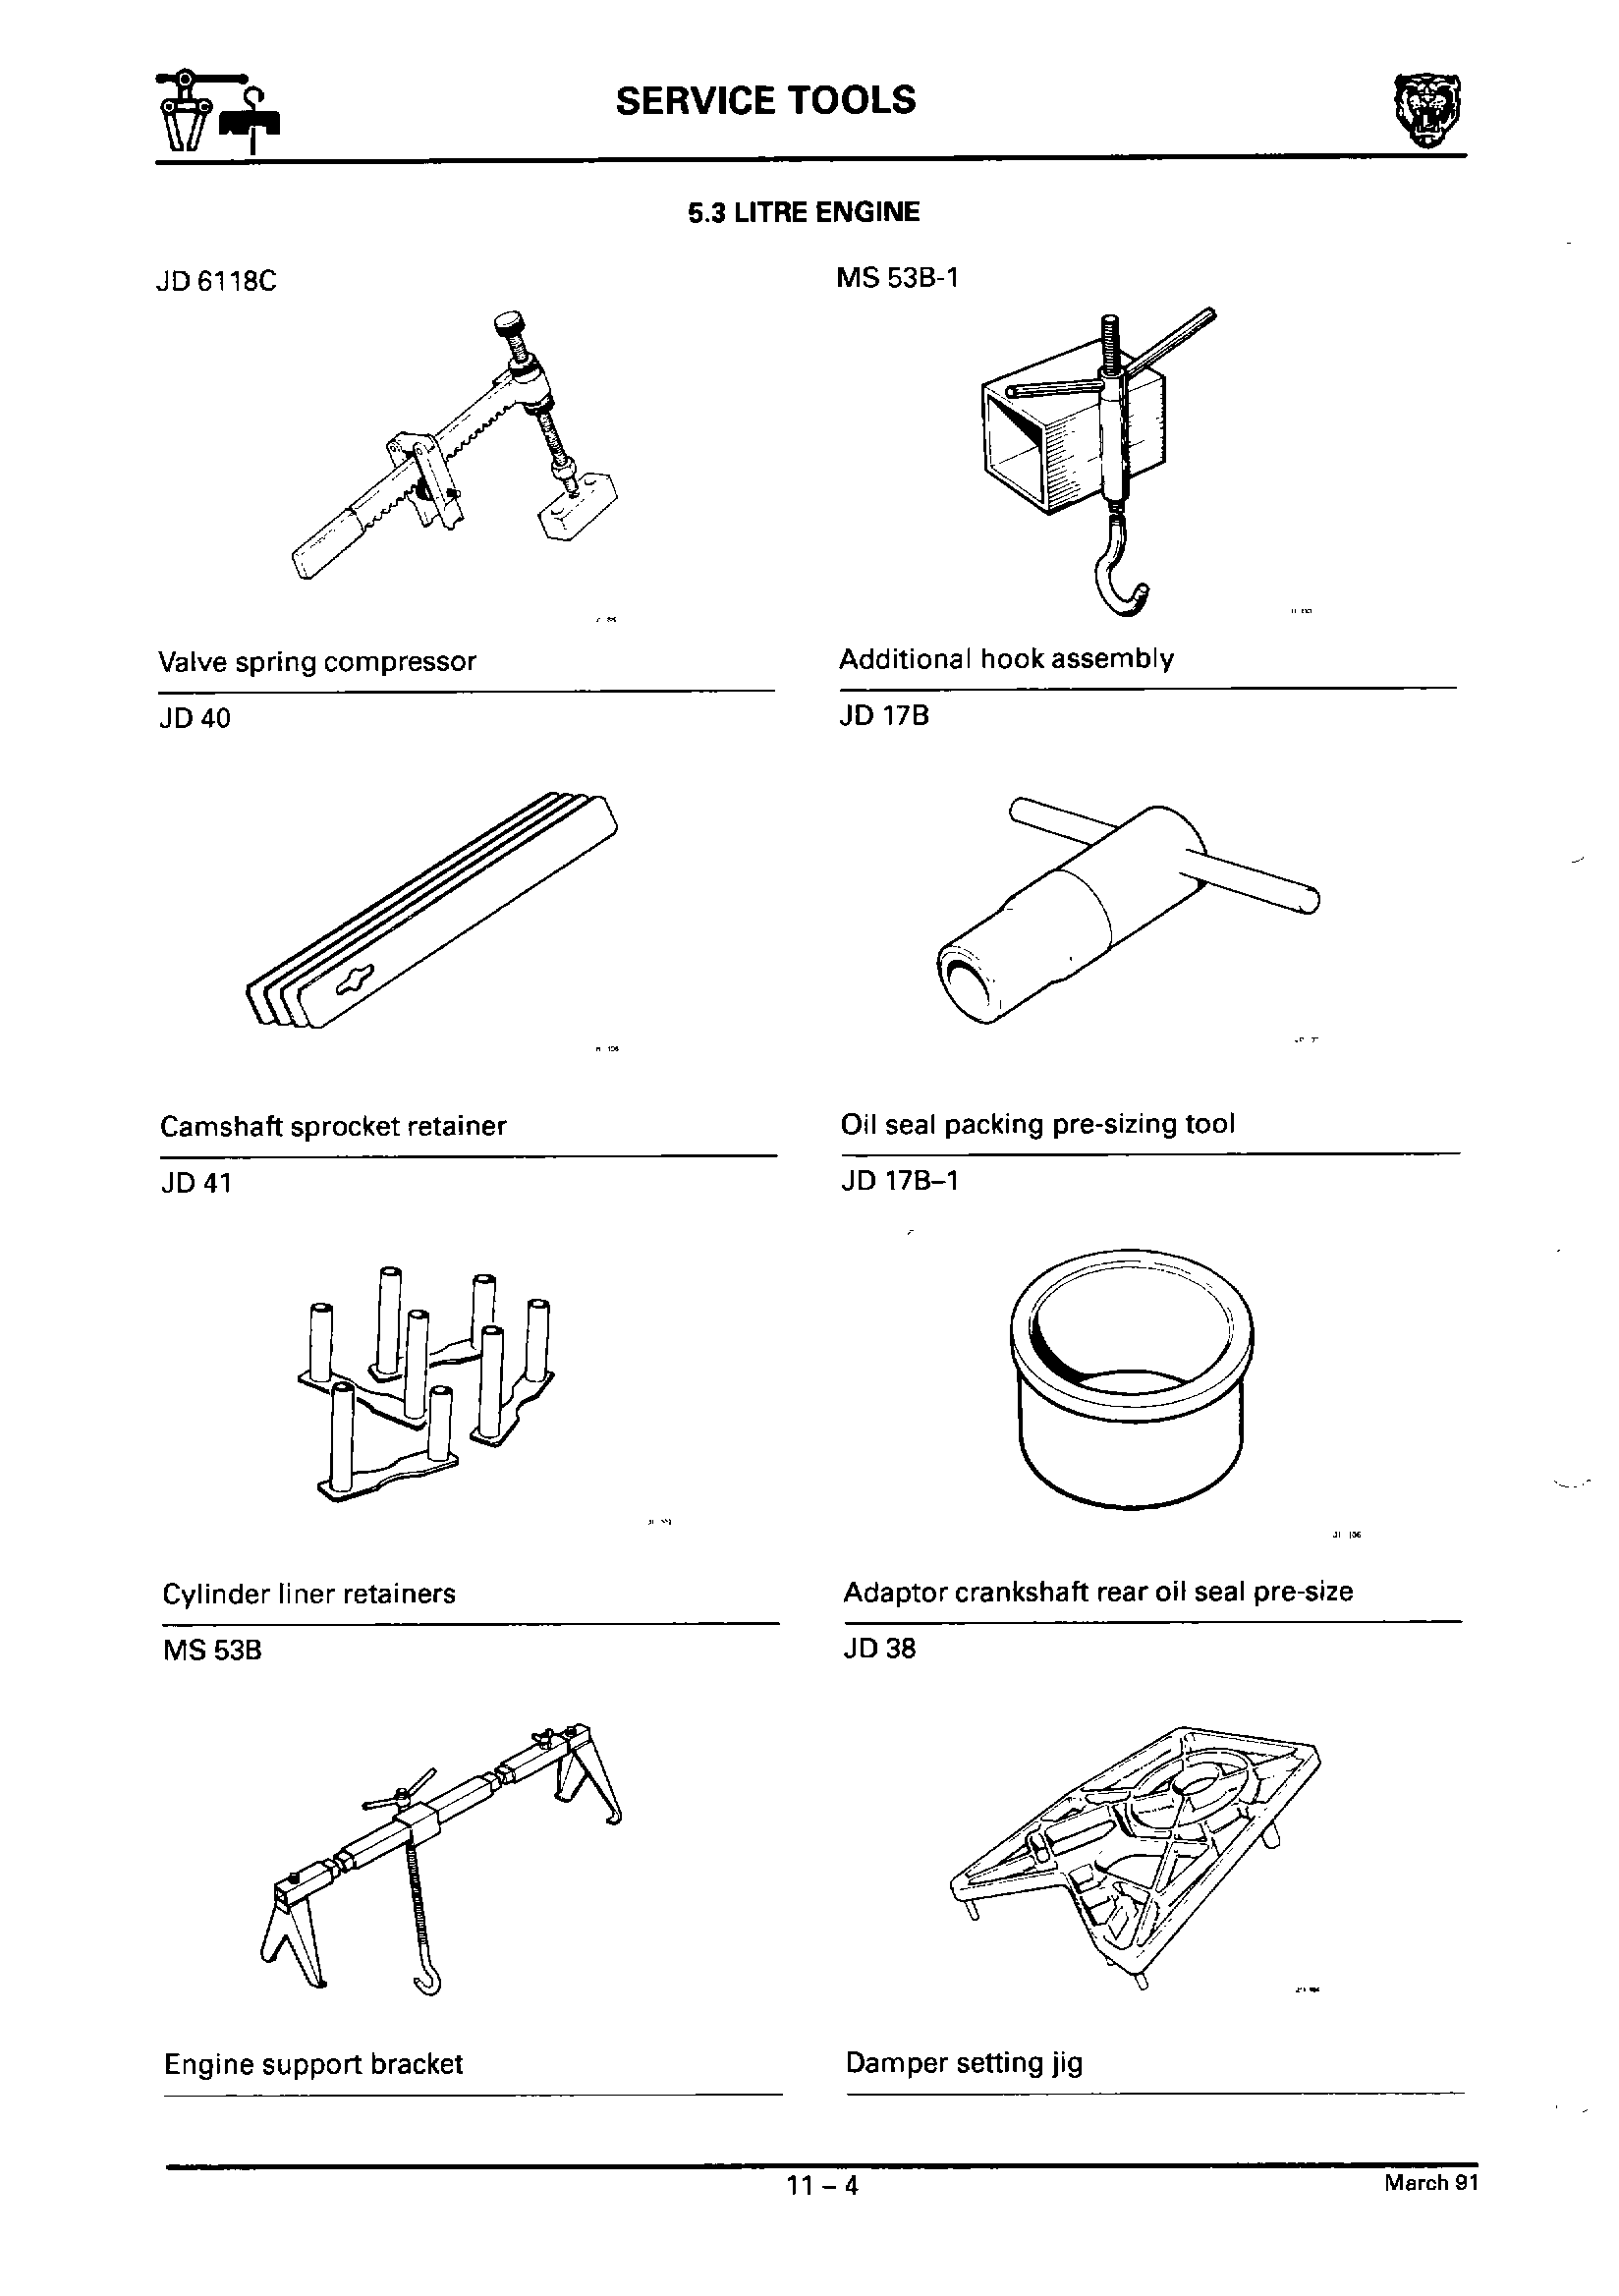 SERVICE TOOLS
5.3 LITRE ENGINE
JD 6118C
Valve spring compressor
MS 53B-1
Additional hook assembly
JD 40
Camshaft sprocket retainer
JD 17B
Oil seal packing pre-sizing tool
JD 41
Cylinder liner retainers
JD 17B–1
Adaptor crankshaft rear oil seal pre-size
MS 53B
Engine support bracket
JD 38
Damper setting jig
11 – 4
March 91